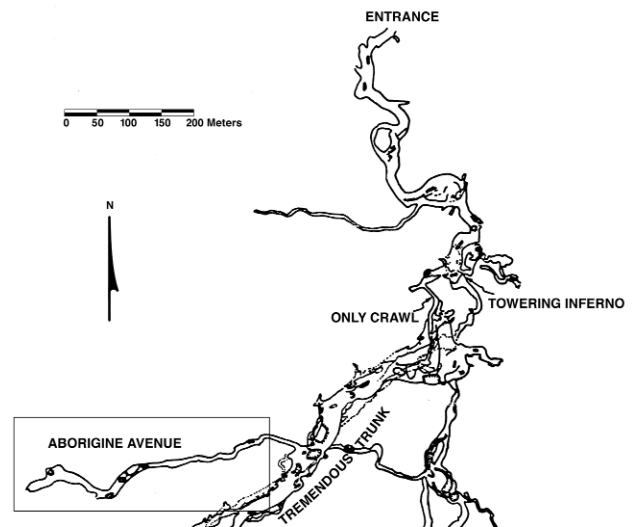 ENTRANCE
0 50 100 150 200 Meters
N
TOWERING INFERNO
ONLY CRAWL
ABORIGINE AVENUE
TREMENDOUS TRUNK